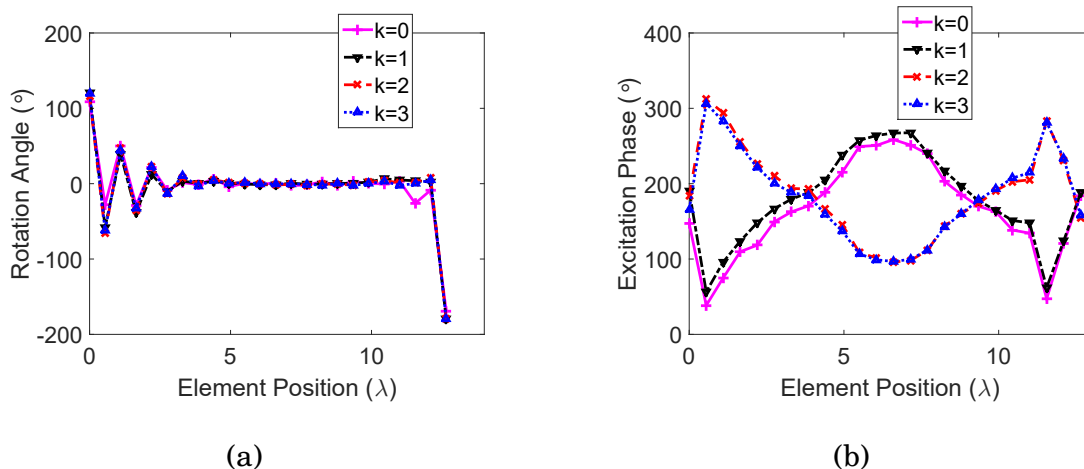 k=0
k=1
k=2
k=3
200
100
0
-100
-200
0
5
10
Rotation Angle (°)
Element Position (λ)
(a)
k=0
k=1
k=2
k=3
400
300
200
100
0
0
5
10
Excitation Phase (°)
Element Position (λ)
(b)